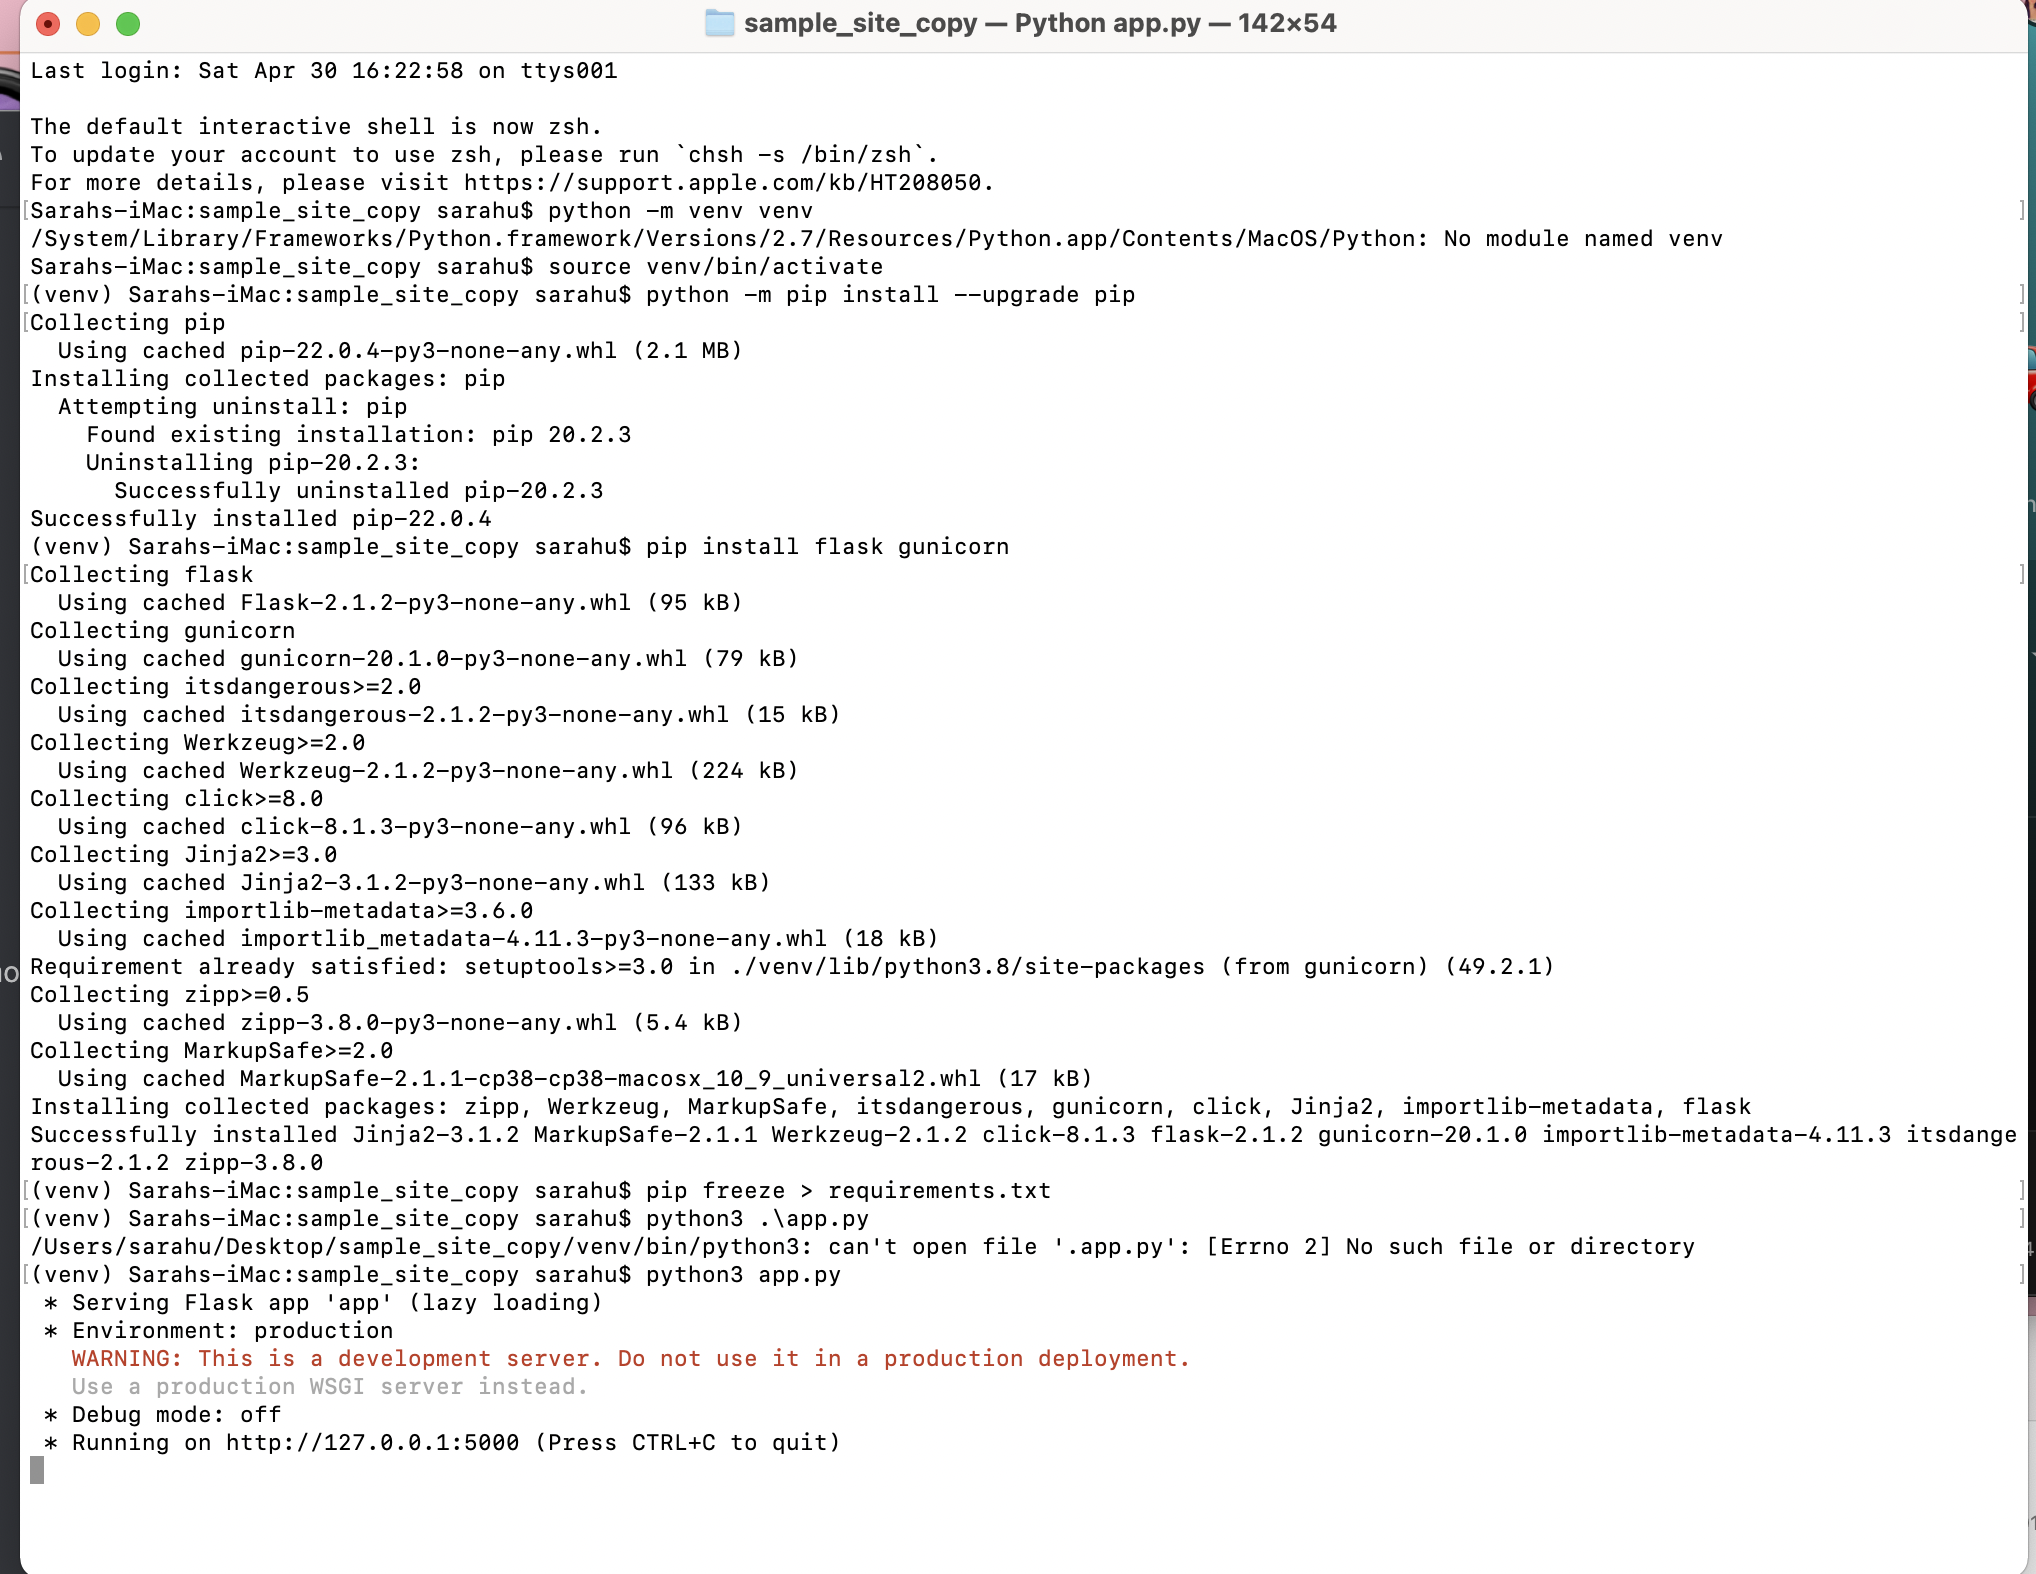 sample_site_copy — Python app.py — 142×54
Last login: Sat Apr 30 16:22:58 on ttys001
The default interactive shell is now zsh.
To update your account to use zsh, please run `chsh -s /bin/zsh`.
For more details, please visit https://support.apple.com/kb/HT208050.
[Sarahs-iMac:sample_site_copy sarahu$ python -m venv venv ]
/System/Library/Frameworks/Python.framework/Versions/2.7/Resources/Python.app/Contents/MacOS/Python: No module named venv
Sarahs-iMac:sample_site_copy sarahu$ source venv/bin/activate
[(venv) Sarahs-iMac:sample_site_copy sarahu$ python -m pip install --upgrade pip ]
[Collecting pip ]
  Using cached pip-22.0.4-py3-none-any.whl (2.1 MB)
Installing collected packages: pip
  Attempting uninstall: pip
    Found existing installation: pip 20.2.3
    Uninstalling pip-20.2.3:
      Successfully uninstalled pip-20.2.3
Successfully installed pip-22.0.4
(venv) Sarahs-iMac:sample_site_copy sarahu$ pip install flask gunicorn
[Collecting flask ]
  Using cached Flask-2.1.2-py3-none-any.whl (95 kB)
Collecting gunicorn
  Using cached gunicorn-20.1.0-py3-none-any.whl (79 kB)
Collecting itsdangerous>=2.0
  Using cached itsdangerous-2.1.2-py3-none-any.whl (15 kB)
Collecting Werkzeug>=2.0
  Using cached Werkzeug-2.1.2-py3-none-any.whl (224 kB)
Collecting click>=8.0
  Using cached click-8.1.3-py3-none-any.whl (96 kB)
Collecting Jinja2>=3.0
  Using cached Jinja2-3.1.2-py3-none-any.whl (133 kB)
Collecting importlib-metadata>=3.6.0
  Using cached importlib_metadata-4.11.3-py3-none-any.whl (18 kB)
Requirement already satisfied: setuptools>=3.0 in ./venv/lib/python3.8/site-packages (from gunicorn) (49.2.1)
Collecting zipp>=0.5
  Using cached zipp-3.8.0-py3-none-any.whl (5.4 kB)
Collecting MarkupSafe>=2.0
  Using cached MarkupSafe-2.1.1-cp38-cp38-macosx_10_9_universal2.whl (17 kB)
Installing collected packages: zipp, Werkzeug, MarkupSafe, itsdangerous, gunicorn, click, Jinja2, importlib-metadata, flask
Successfully installed Jinja2-3.1.2 MarkupSafe-2.1.1 Werkzeug-2.1.2 click-8.1.3 flask-2.1.2 gunicorn-20.1.0 importlib-metadata-4.11.3 itsdange
rous-2.1.2 zipp-3.8.0
[(venv) Sarahs-iMac:sample_site_copy sarahu$ pip freeze > requirements.txt ]
[(venv) Sarahs-iMac:sample_site_copy sarahu$ python3 .\app.py ]
/Users/sarahu/Desktop/sample_site_copy/venv/bin/python3: can't open file '.app.py': [Errno 2] No such file or directory
[(venv) Sarahs-iMac:sample_site_copy sarahu$ python3 app.py ]
 * Serving Flask app 'app' (lazy loading)
 * Environment: production
   WARNING: This is a development server. Do not use it in a production deployment.
   Use a production WSGI server instead.
 * Debug mode: off
 * Running on http://127.0.0.1:5000 (Press CTRL+C to quit)